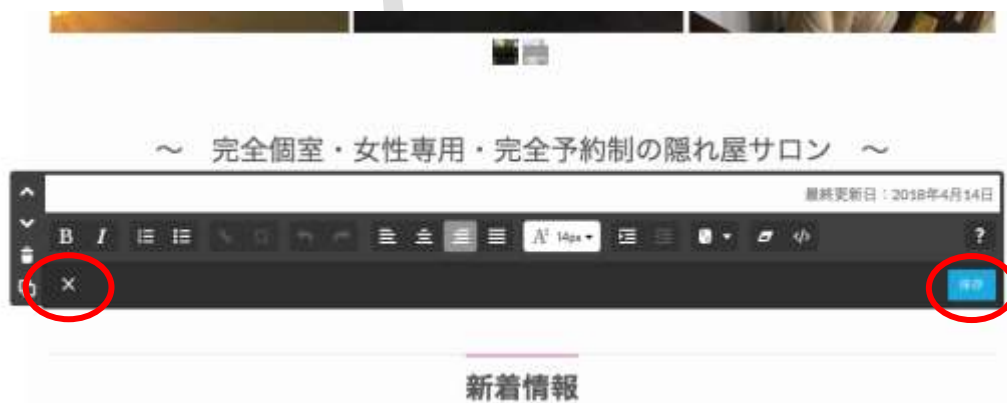 ～ 完全個室・女性専用・完全予約制の隠れ屋サロン ～
最終更新日：2018年4月14日
B I 14px ?
保存
新着情報